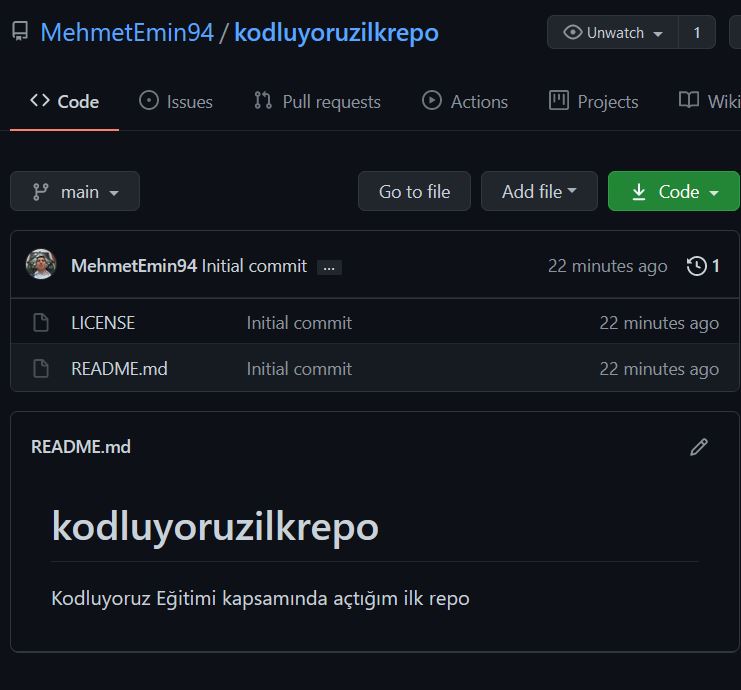 MehmetEmin94 / kodluyoruzilkrepo
Unwatch 1
Code Issues Pull requests Actions Projects Wiki
main Go to file Add file Code
MehmetEmin94 Initial commit ... 22 minutes ago 1
LICENSE Initial commit 22 minutes ago
README.md Initial commit 22 minutes ago
README.md
kodluyoruzilkrepo
Kodluyoruz Eğitimi kapsamında açtığım ilk repo